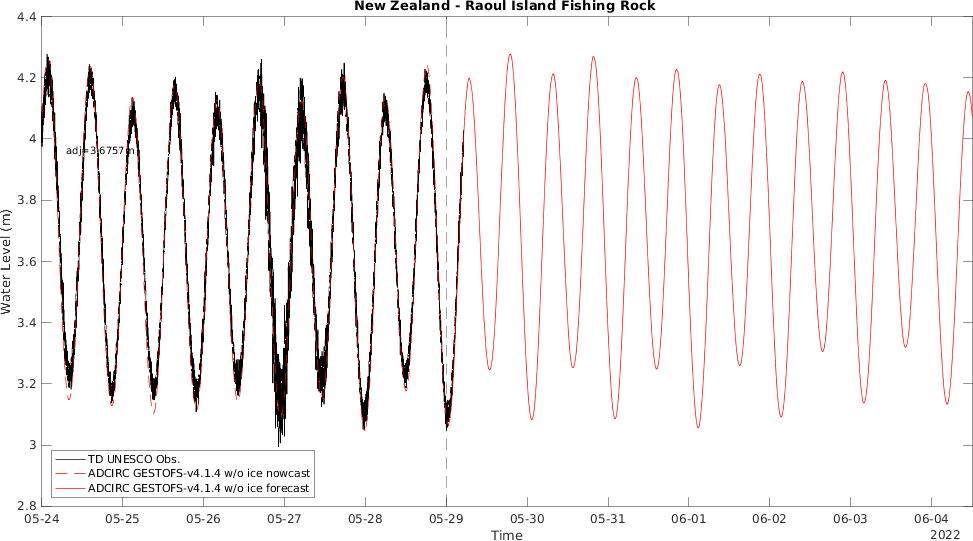 New Zealand - Raoul Island Fishing Rock
4.4
4.2
4
3.8
3.6
3.4
3.2
3
2.8
Water Level (m)
adj=3.6757m
TD UNESCO Obs.
ADCIRC GESTOFS-v4.1.4 w/o ice nowcast
ADCIRC GESTOFS-v4.1.4 w/o ice forecast
05-24 05-25 05-26 05-27 05-28 05-29 05-30 05-31 06-01 06-02 06-03 06-04
Time 2022